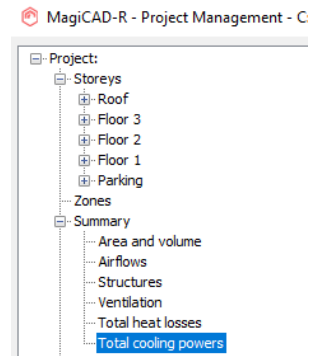 MagiCAD-R - Project Management - C
Project:
Storeys
Roof
Floor 3
Floor 2
Floor 1
Parking
Zones
Summary
Area and volume
Airflows
Structures
Ventilation
Total heat losses
Total cooling powers